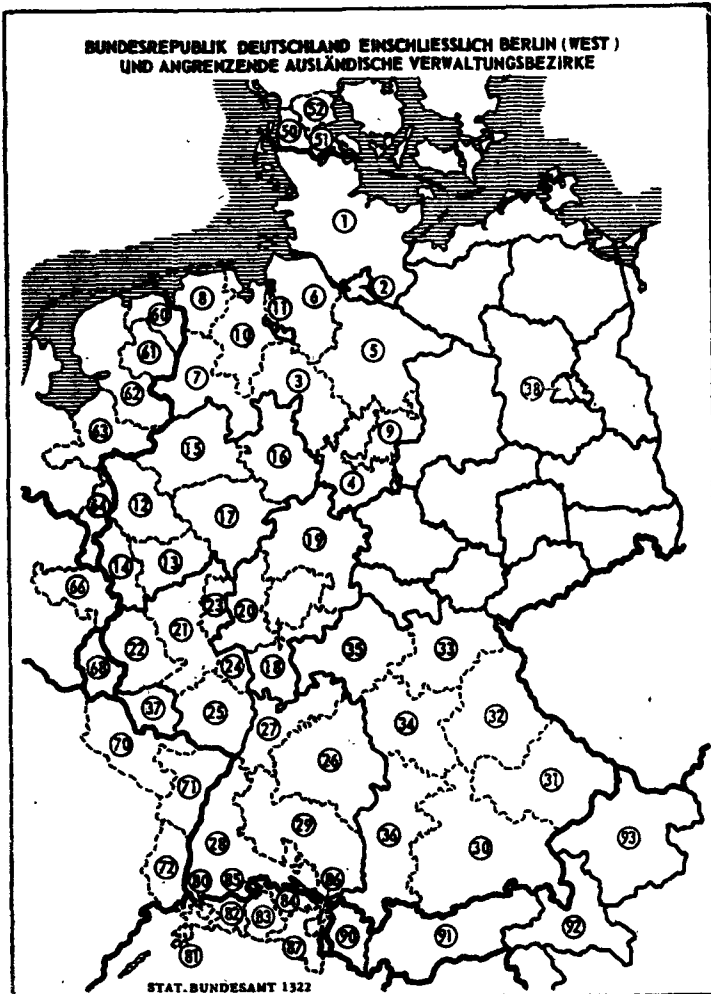 BUNDESREPUBLIK DEUTSCHLAND EINSCHLIESSLICH BERLIN (WEST)
UND ANGRENZENDE AUSLÄNDISCHE VERWALTUNGSBEZIRKE
52
50 51
1
2
8 11 6
60
10
61 5
7 3
62 38
63 9
15 16
4
84 12
17
19
14 13
66
23 20
21
22 35 33
68 24 18
37 25 34 32
27
70 26
71 31
29 36 30 93
28
72
80 85 86
82 83 84
92
81 87 90 91
STAT. BUNDESAMT 1322